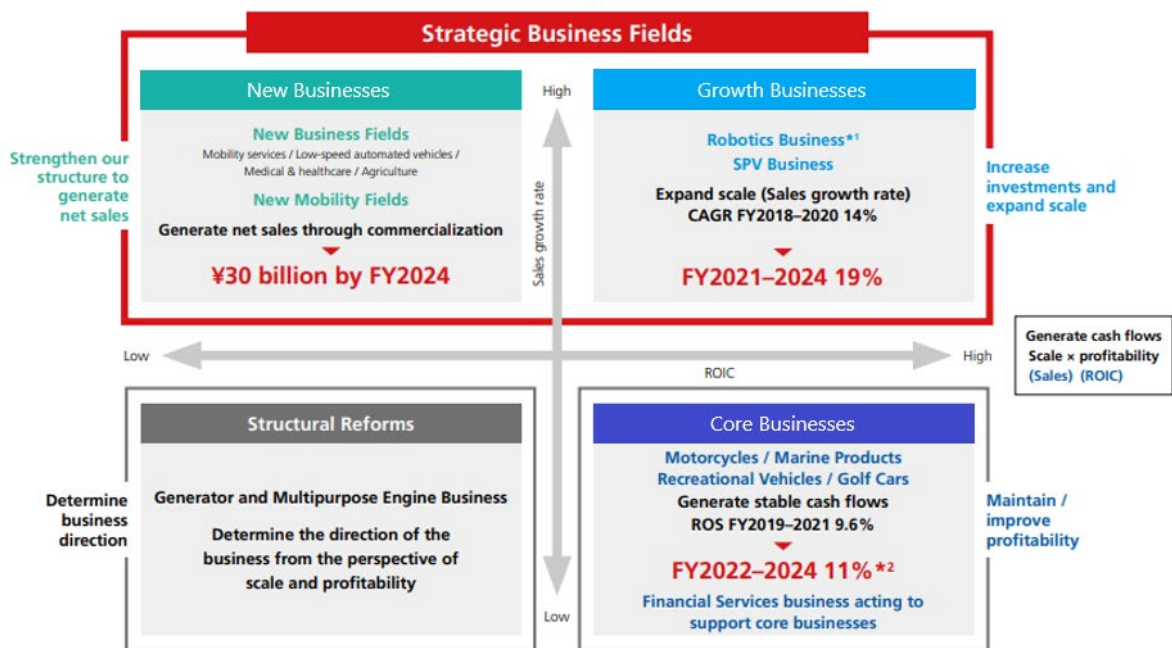 Strategic Business Fields
New Businesses
New Business Fields
Mobility services / Low-speed automated vehicles /
Medical & healthcare / Agriculture
New Mobility Fields
Generate net sales through commercialization
¥30 billion by FY2024
Strengthen our
structure to
generate
net sales
High
Sales growth rate
Growth Businesses
Robotics Business*1
SPV Business
Expand scale (Sales growth rate)
CAGR FY2018–2020 14%
FY2021–2024 19%
Increase
investments and
expand scale
Low
High
ROIC
Generate cash flows
Scale × profitability
(Sales) (ROIC)
Structural Reforms
Generator and Multipurpose Engine Business
Determine the direction of the
business from the perspective of
scale and profitability
Determine
business
direction
Low
Core Businesses
Motorcycles / Marine Products
Recreational Vehicles / Golf Cars
Generate stable cash flows
ROS FY2019–2021 9.6%
FY2022–2024 11%*2
Financial Services business acting to
support core businesses
Maintain /
improve
profitability